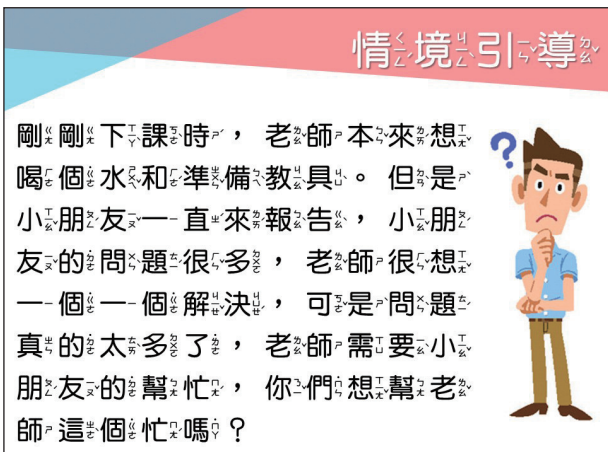 情境引導
剛剛下課時，老師本來想
喝個水和準備教具。但是
小朋友一直來報告，小朋
友的問題很多，老師很想
一個一個解決，可是問題
真的太多了，老師需要小
朋友的幫忙，你們想幫老
師這個忙嗎？